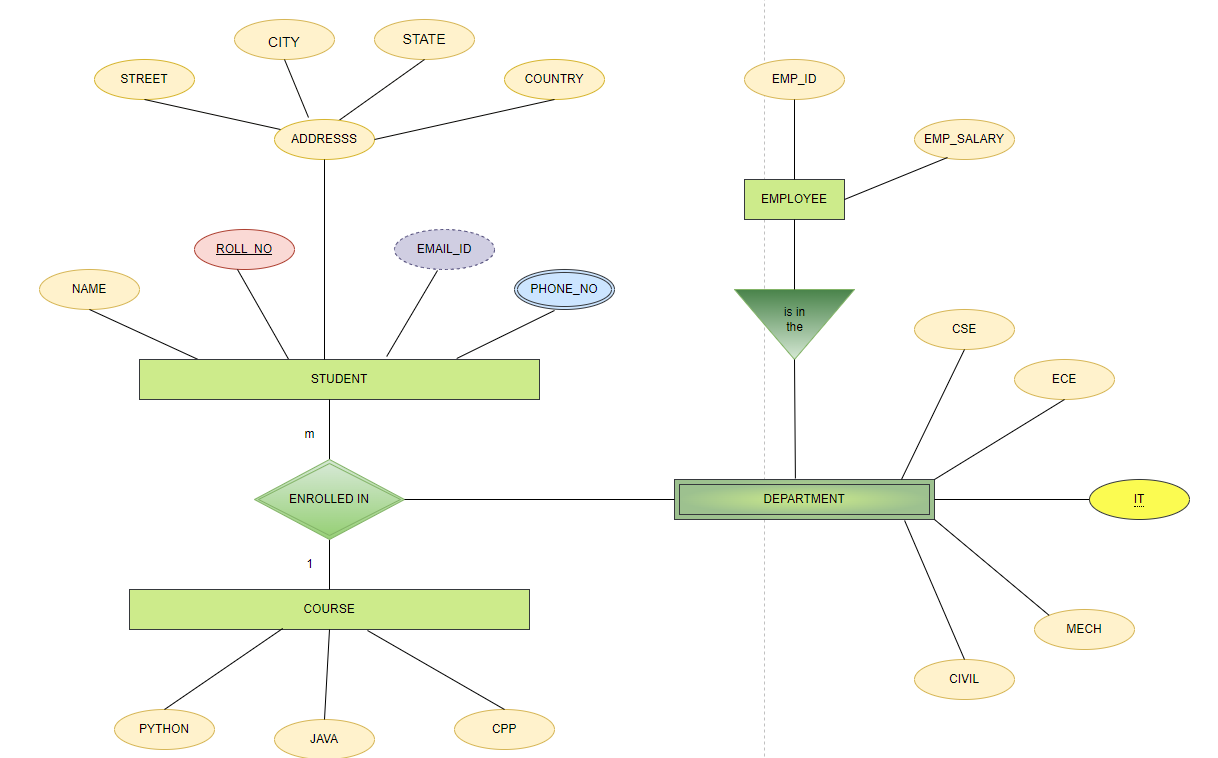 CITY
STATE
STREET
COUNTRY
EMP_ID
ADDRESSS
EMP_SALARY
EMPLOYEE
ROLL_NO
EMAIL_ID
NAME
PHONE_NO
is in
the
CSE
STUDENT
ECE
m
ENROLLED IN
DEPARTMENT
IT
1
COURSE
MECH
CIVIL
PYTHON
JAVA
CPP